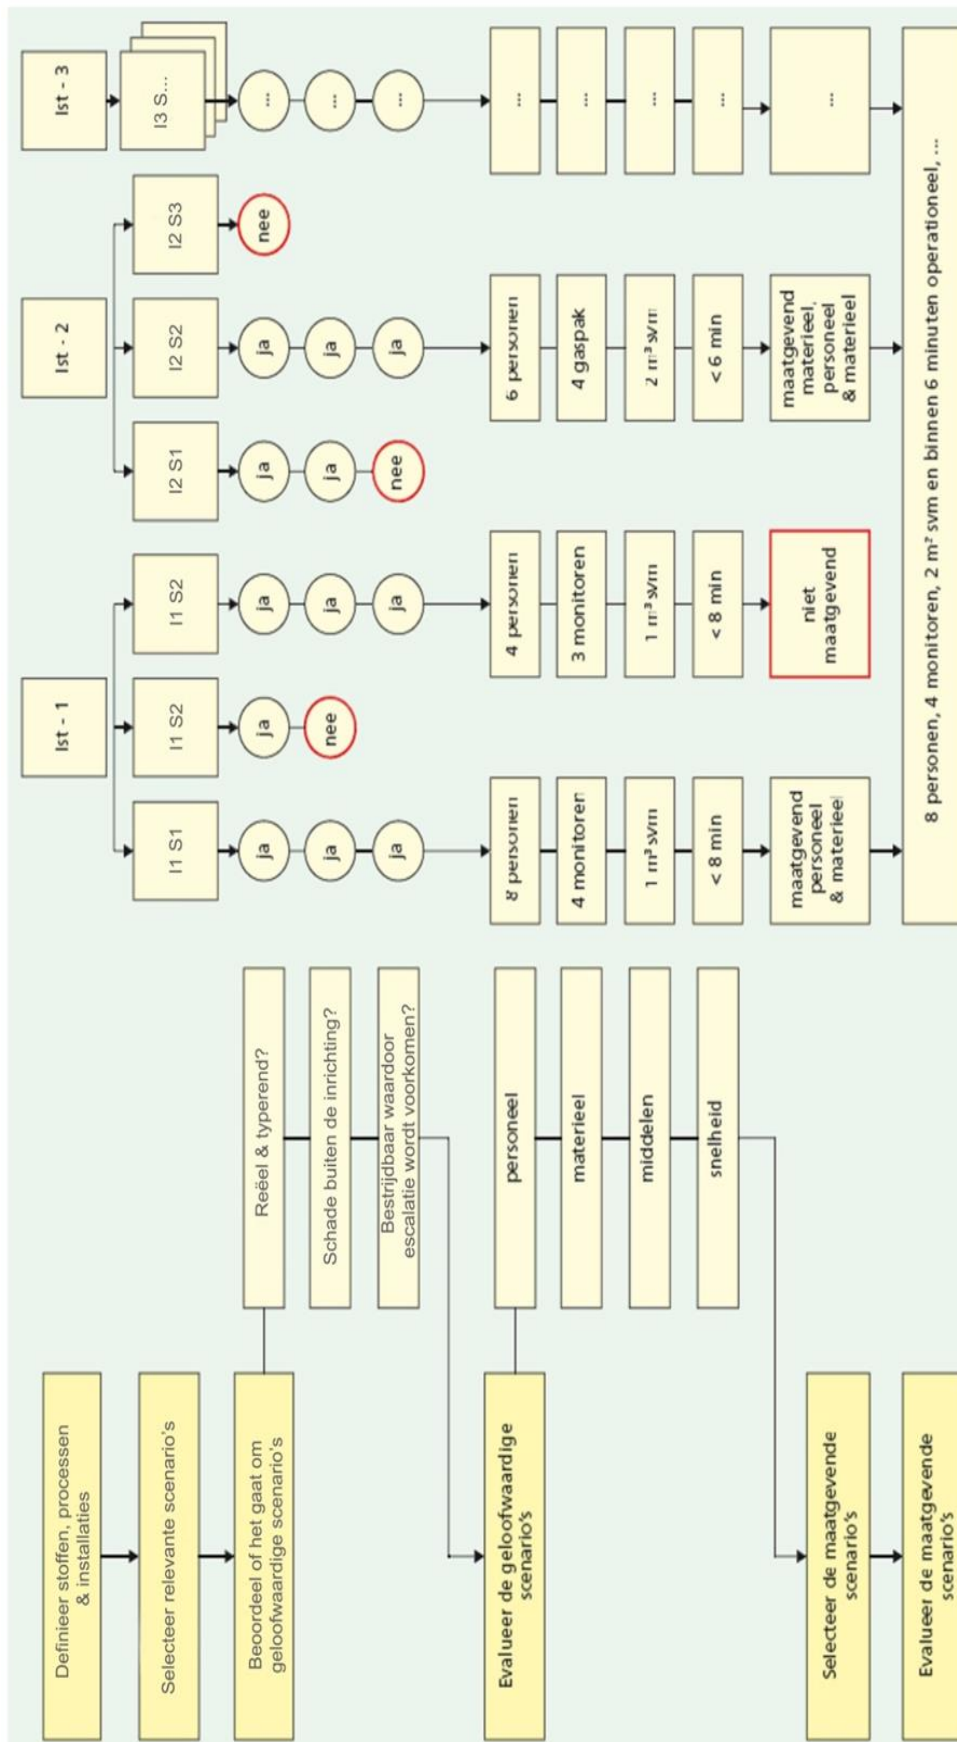 Definieer stoffen, processen
& installaties
Ist - 1
Ist - 2
Ist - 3
Selecteer relevante scenario's
I1 S1
I1 S2
I1 S2
I2 S1
I2 S2
I2 S3
I3 S...
Beoordeel of het gaat om
geloofwaardige scenario's
Reëel & typerend?
ja
ja
ja
ja
ja
nee
...
Schade buiten de inrichting?
ja
nee
ja
ja
ja
...
Bestrijdbaar waardoor
escalatie wordt voorkomen?
ja
ja
nee
ja
...
Evalueer de geloofwaardige
scenario's
personeel
8 personen
4 personen
6 personen
...
materieel
4 monitoren
3 monitoren
4 gaspak
...
middelen
1 m³ svm
1 m³ svm
2 m³ svm
...
snelheid
< 8 min
< 8 min
< 6 min
...
Selecteer de maatgevende
scenario's
maatgevend
personeel
& materieel
niet
maatgevend
maatgevend
materieel,
personeel
& materieel
...
Evalueer de maatgevende
scenario's
8 personen, 4 monitoren, 2 m² svm en binnen 6 minuten operationeel, ...